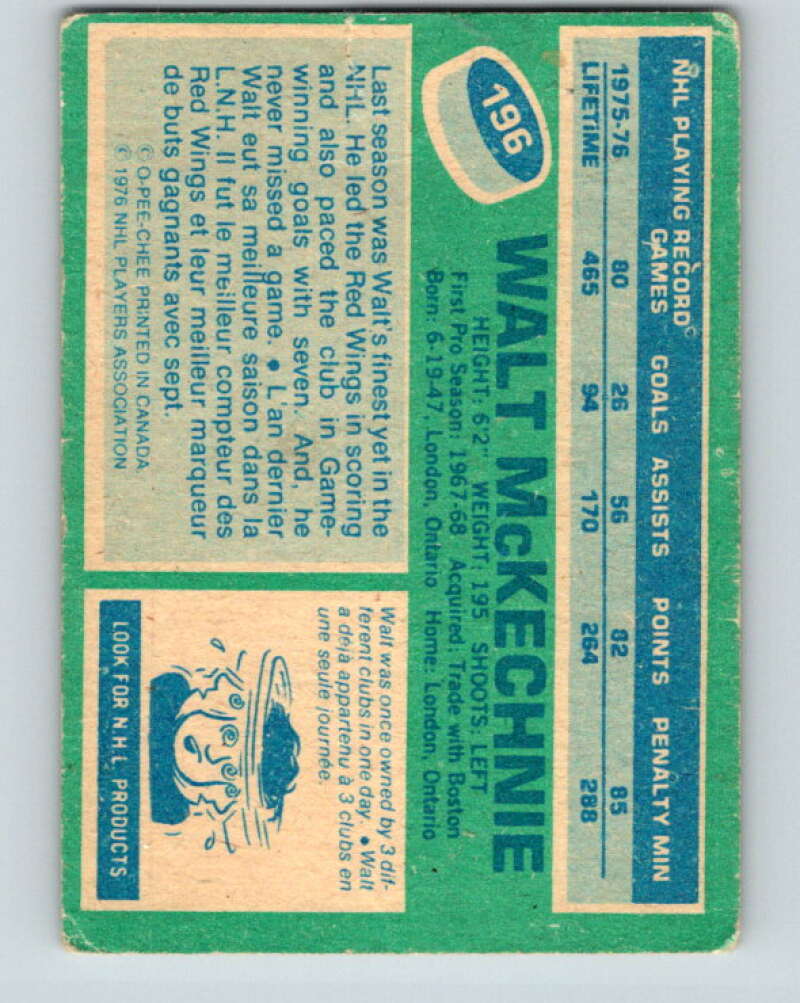 NHL PLAYING RECORD
GAMES GOALS ASSISTS POINTS PENALTY MIN
1975-76 80 26 56 82 85
LIFETIME 465 94 170 264 288
196
WALT McKECHNIE
HEIGHT: 6'2" WEIGHT: 195 SHOOTS: LEFT
First Pro Season: 1967-68 Acquired: Trade with Boston
Born: 6-19-47, London, Ontario Home: London, Ontario
Last season was Walt's finest yet in the
NHL. He led the Red Wings in scoring
and also paced the club in Game-
winning goals with seven. And, he
never missed a game. ● L'an dernier
Walt eut sa meilleure saison dans la
L.N.H. Il fut le meilleur compteur des
Red Wings et leur meilleur marqueur
de buts gagnants avec sept.
© O-PEE-CHEE PRINTED IN CANADA
© 1976 NHL PLAYERS ASSOCIATION
Walt was once owned by 3 dif-
ferent clubs in one day. ● Walt
a déjà appartenu à 3 clubs en
une seule journée.
LOOK FOR N.H.L PRODUCTS